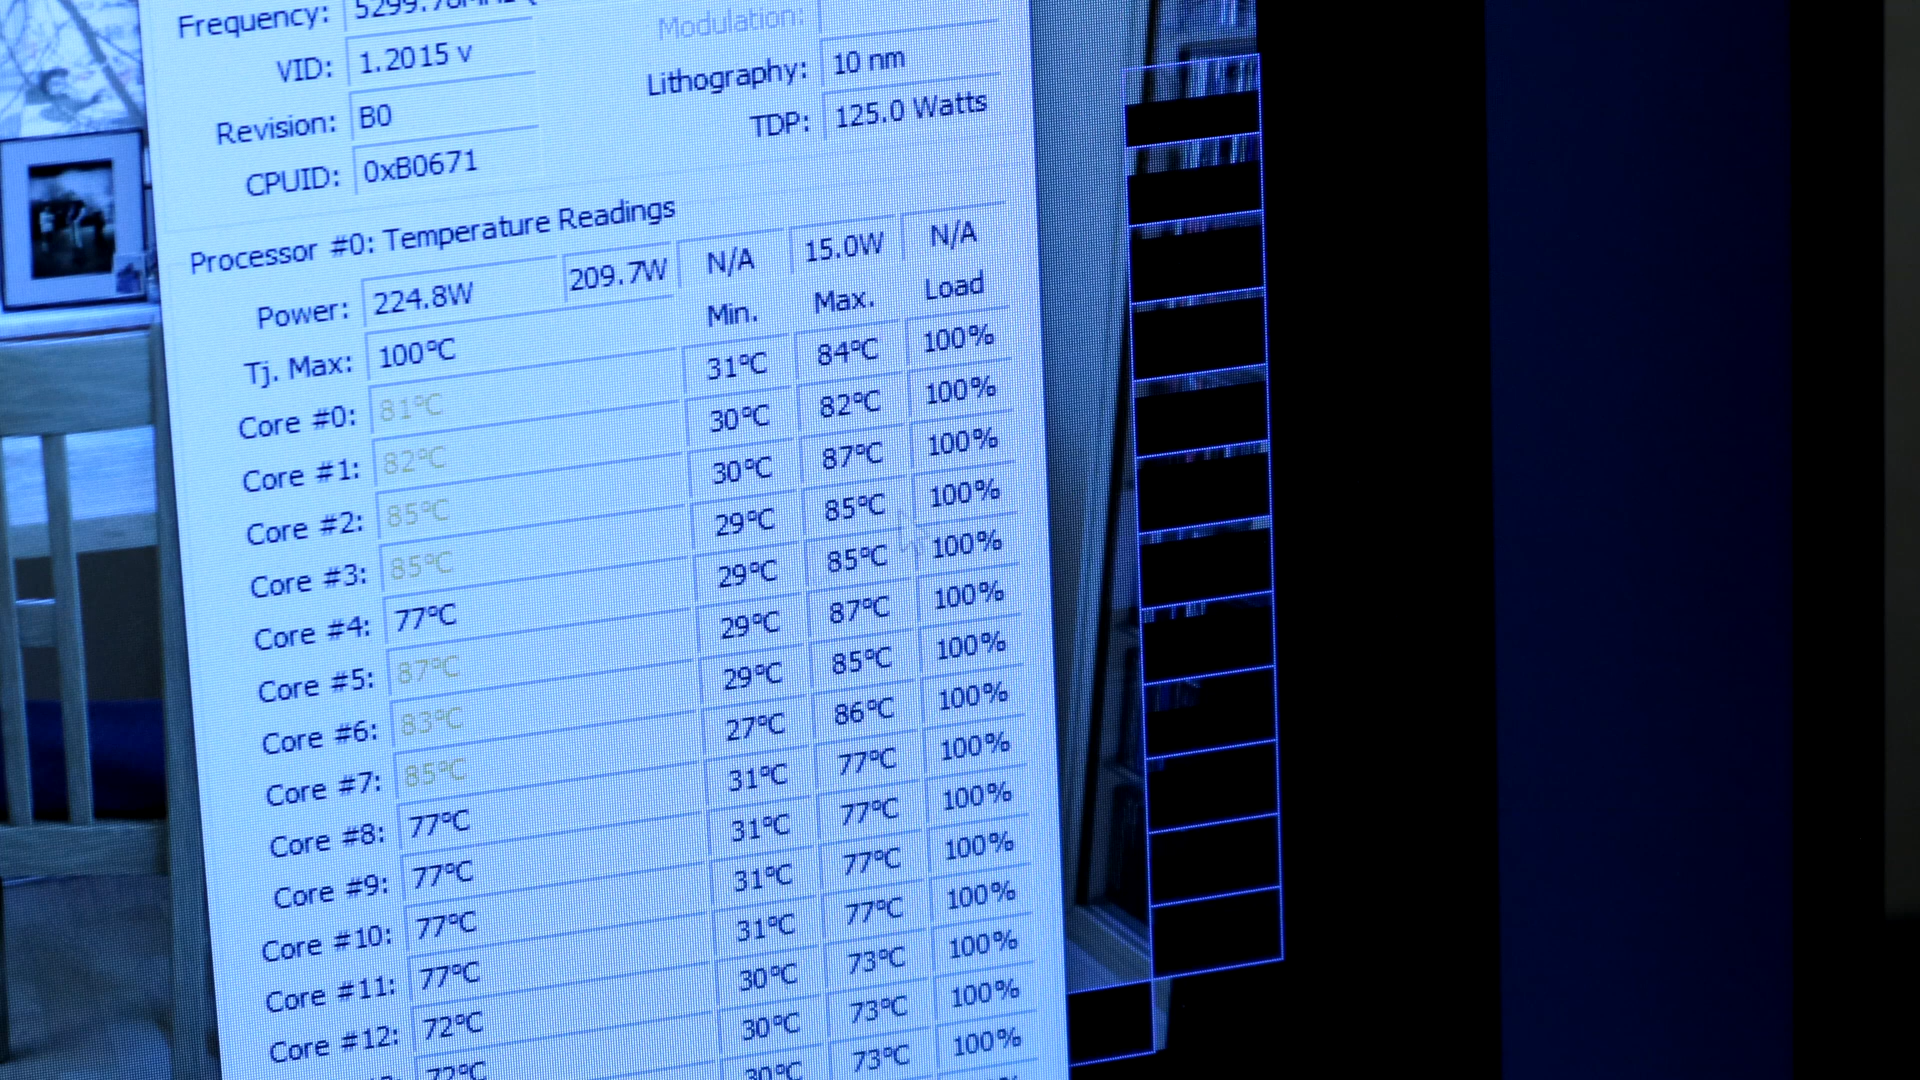 Frequency:
Modulation:
VID: 1.2015 v
Lithography: 10 nm
Revision: B0
TDP: 125.0 Watts
CPUID: 0xB0671
Processor #0: Temperature Readings
Power: 224.8W 209.7W N/A 15.0W N/A
Tj. Max: 100°C Min. Max. Load
Core #0: 81°C 31°C 84°C 100%
Core #1: 82°C 30°C 82°C 100%
Core #2: 85°C 30°C 87°C 100%
Core #3: 85°C 29°C 85°C 100%
Core #4: 77°C 29°C 85°C 100%
Core #5: 87°C 29°C 87°C 100%
Core #6: 83°C 29°C 85°C 100%
Core #7: 85°C 27°C 86°C 100%
Core #8: 77°C 31°C 77°C 100%
Core #9: 77°C 31°C 77°C 100%
Core #10: 77°C 31°C 77°C 100%
Core #11: 77°C 31°C 77°C 100%
Core #12: 72°C 30°C 73°C 100%
72°C 30°C 73°C 100%
30°C 73°C 100%